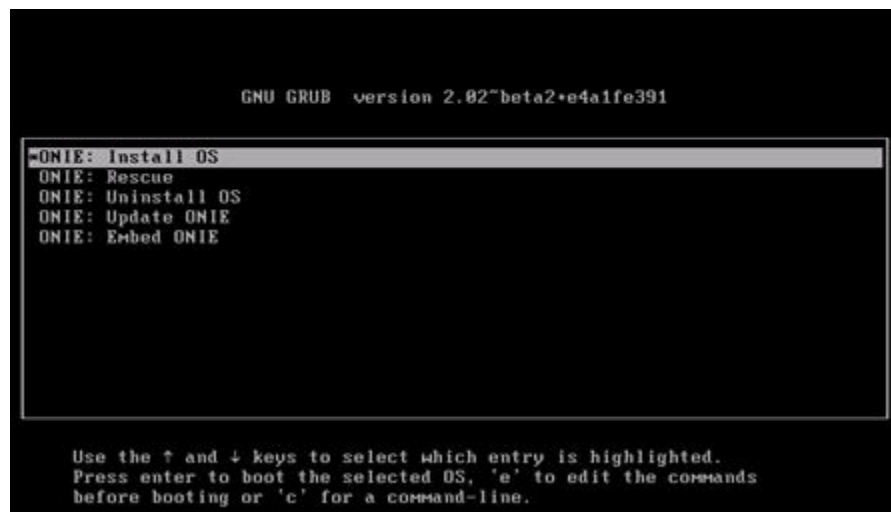 GNU GRUB version 2.02~beta2+e4a1fe391
*ONIE: Install OS
ONIE: Rescue
ONIE: Uninstall OS
ONIE: Update ONIE
ONIE: Embed ONIE
Use the ↑ and ↓ keys to select which entry is highlighted.
Press enter to boot the selected OS, 'e' to edit the commands
before booting or 'c' for a command-line.